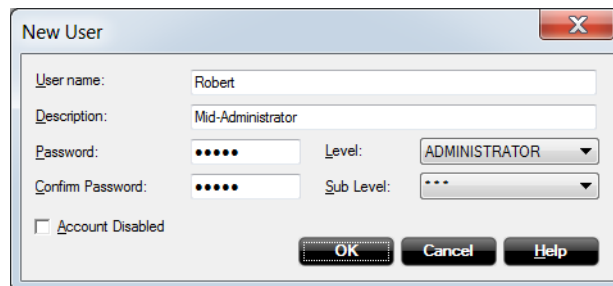 New User
X
User name: Robert
Description: Mid-Administrator
Password: ••••• Level: ADMINISTRATOR
Confirm Password: ••••• Sub Level: ***
Account Disabled
OK Cancel Help